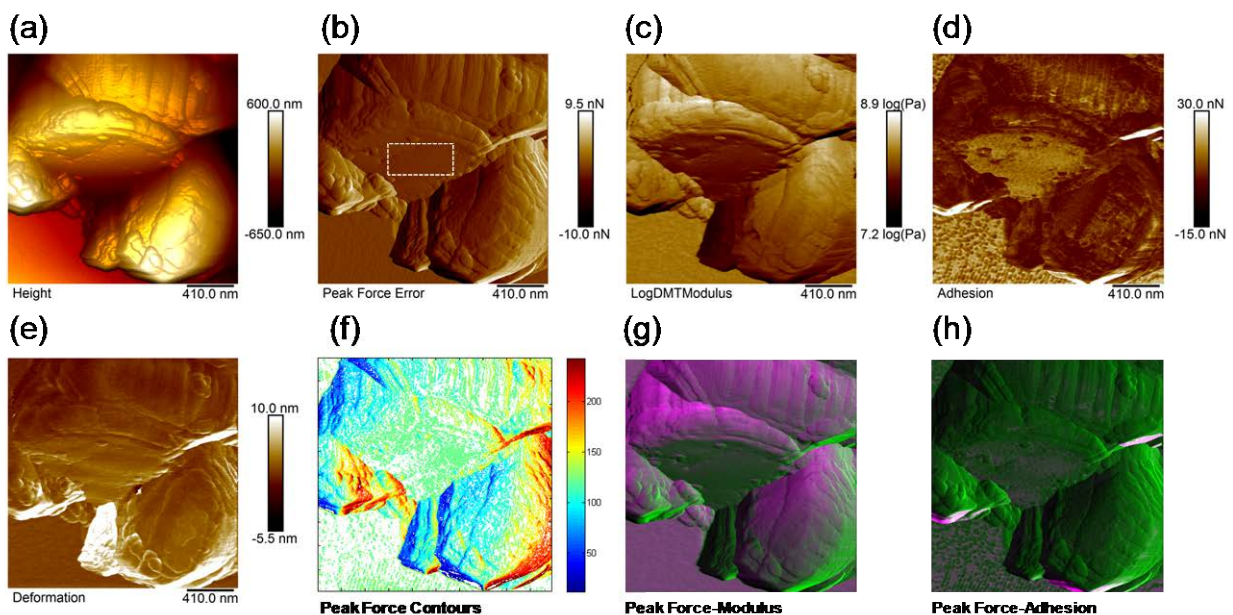 (a)
(b)
(c)
(d)
600.0 nm
-650.0 nm
Height
410.0 nm
9.5 nN
-10.0 nN
Peak Force Error
410.0 nm
8.9 log(Pa)
7.2 log(Pa)
LogDMTModulus
410.0 nm
30.0 nN
-15.0 nN
Adhesion
410.0 nm
(e)
(f)
(g)
(h)
10.0 nm
-5.5 nm
Deformation
410.0 nm
200
150
100
50
Peak Force Contours
Peak Force-Modulus
Peak Force-Adhesion